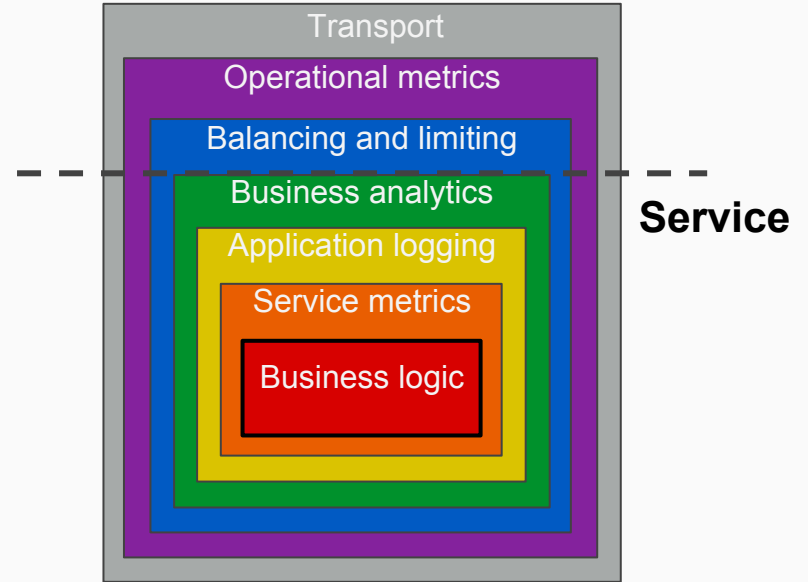 Transport
Operational metrics
Balancing and limiting
Business analytics
Service
Application logging
Service metrics
Business logic